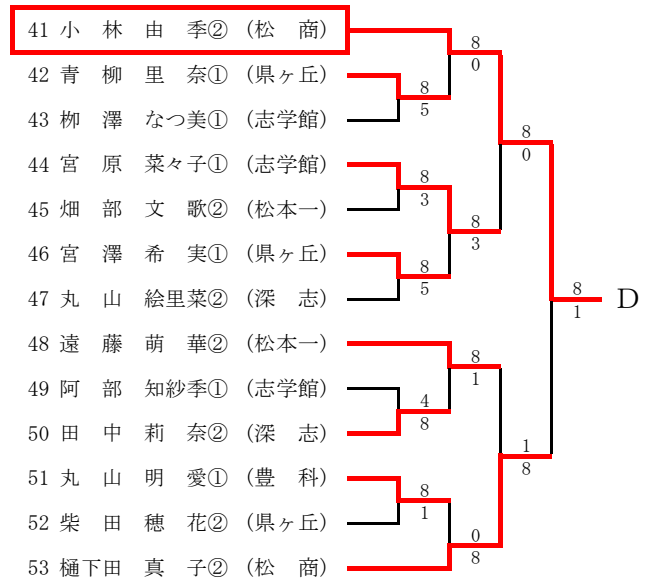 41 小 林 由 季② (松 商)
42 青 柳 里 奈① (県ヶ丘)
43 栁 澤 なつ美① (志学館)
44 宮 原 菜々子① (志学館)
45 畑 部 文 歌② (松本一)
46 宮 澤 希 実① (県ヶ丘)
47 丸 山 絵里菜② (深 志)
48 遠 藤 萌 華② (松本一)
49 阿 部 知紗季① (志学館)
50 田 中 莉 奈② (深 志)
51 丸 山 明 愛① (豊 科)
52 柴 田 穂 花② (県ヶ丘)
53 樋下田 真 子② (松 商)
8
5
8
3
8
5
4
8
8
1
8
0
8
3
8
1
0
8
8
0
1
8
8
1
D